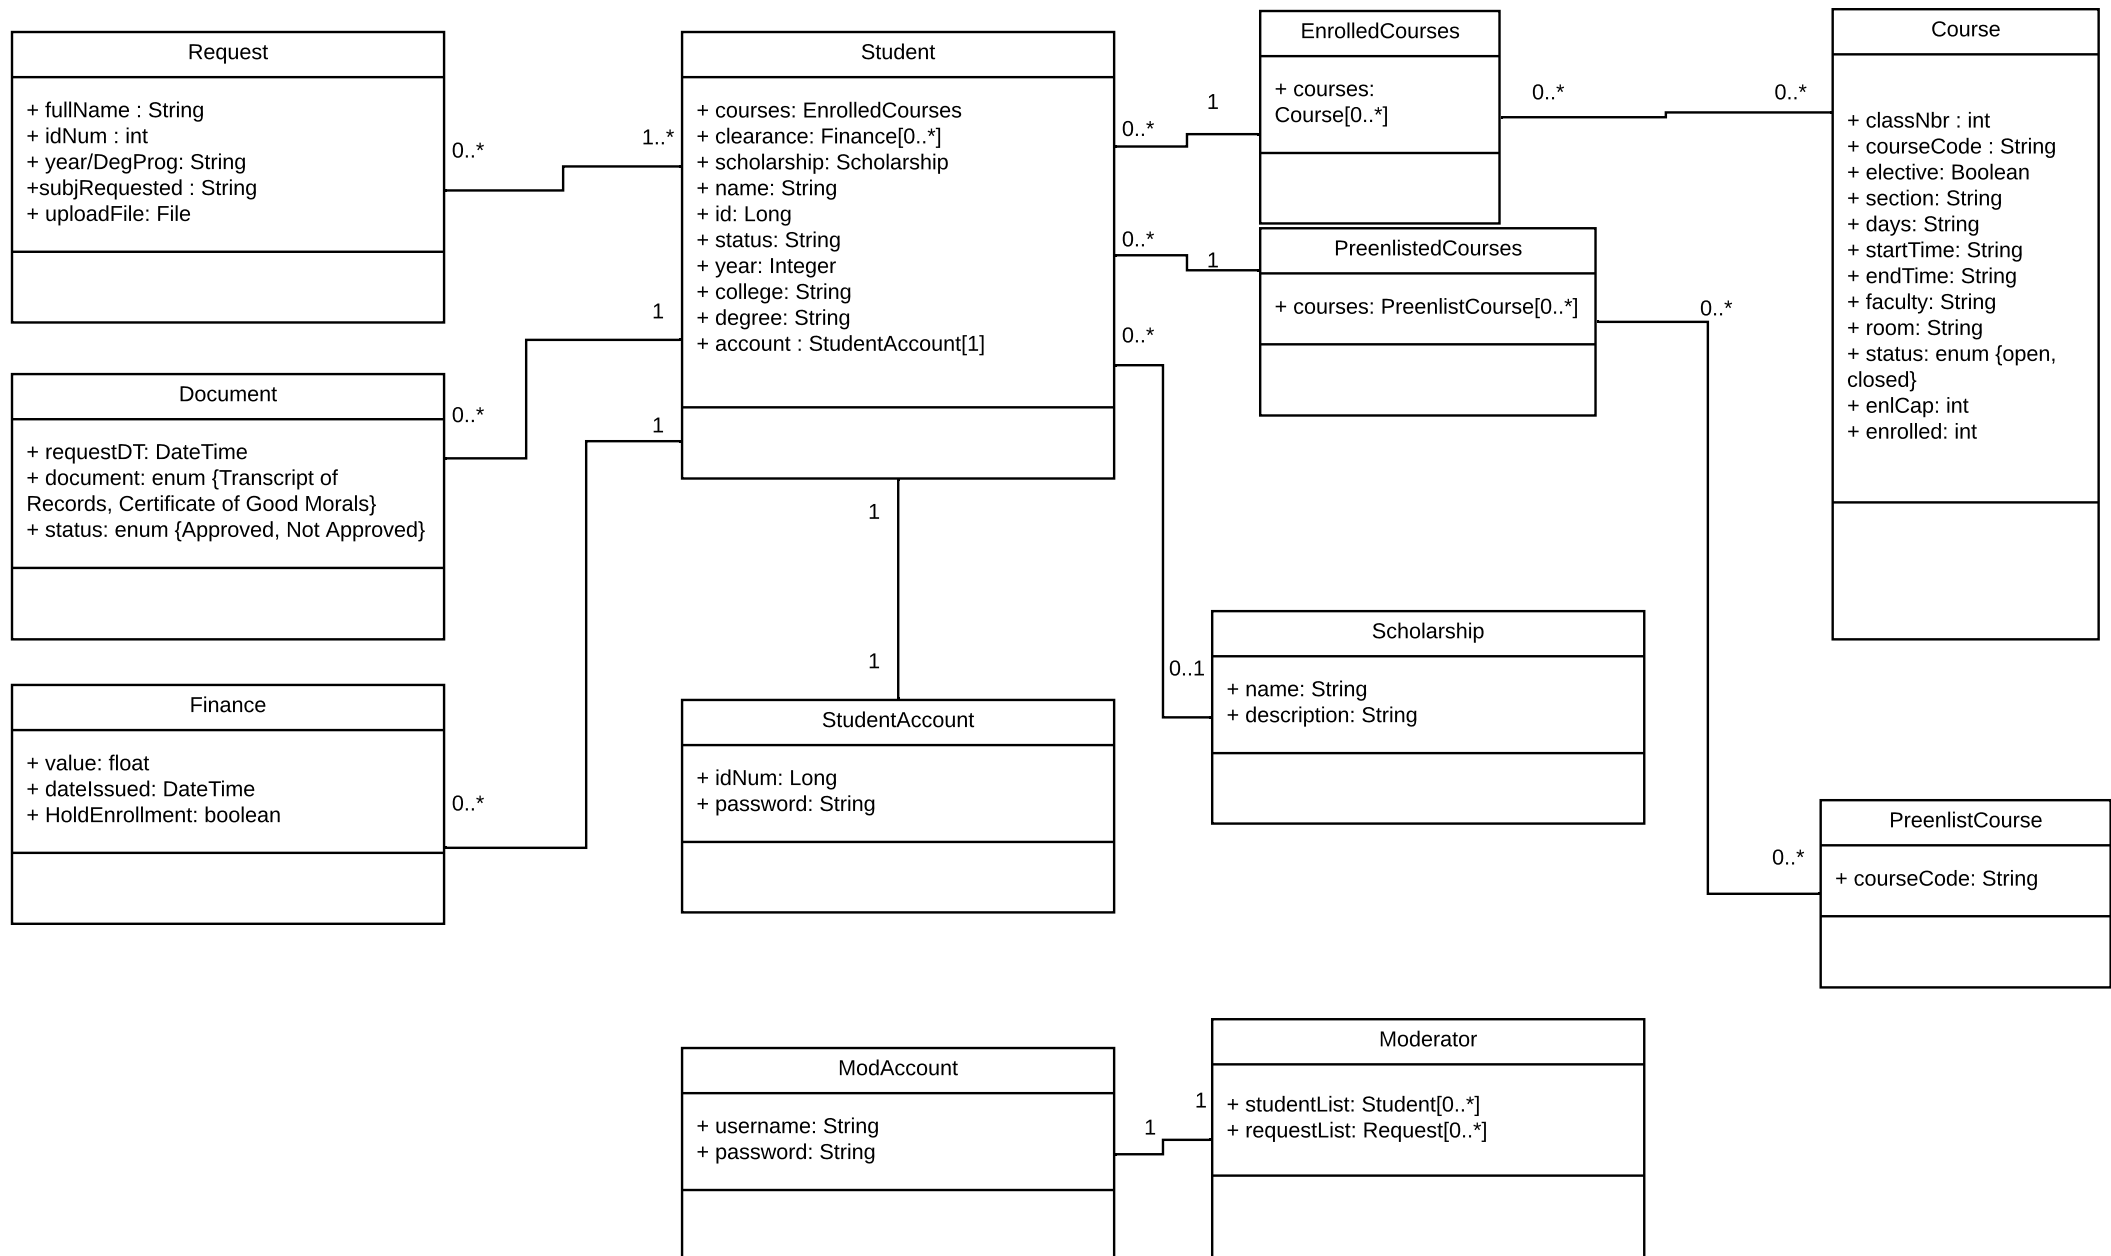 Request
+ fullName : String
+ idNum : int
+ year/DegProg: String
+subjRequested : String
+ uploadFile: File
0..*
1..*
Student
+ courses: EnrolledCourses
+ clearance: Finance[0..*]
+ scholarship: Scholarship
+ name: String
+ id: Long
+ status: String
+ year: Integer
+ college: String
+ degree: String
+ account : StudentAccount[1]
0..*
1
EnrolledCourses
+ courses:
Course[0..*]
0..*
0..*
Course
+ classNbr : int
+ courseCode : String
+ elective: Boolean
+ section: String
+ days: String
+ startTime: String
+ endTime: String
+ faculty: String
+ room: String
+ status: enum {open,
closed}
+ enlCap: int
+ enrolled: int
0..*
1
PreenlistedCourses
+ courses: PreenlistCourse[0..*]
0..*
0..*
1
0..*
Document
+ requestDT: DateTime
+ document: enum {Transcript of
Records, Certificate of Good Morals}
+ status: enum {Approved, Not Approved}
1
0..*
Finance
+ value: float
+ dateIssued: DateTime
+ HoldEnrollment: boolean
1
1
StudentAccount
+ idNum: Long
+ password: String
0..*
0..1
Scholarship
+ name: String
+ description: String
PreenlistCourse
+ courseCode: String
ModAccount
+ username: String
+ password: String
1
1
Moderator
+ studentList: Student[0..*]
+ requestList: Request[0..*]